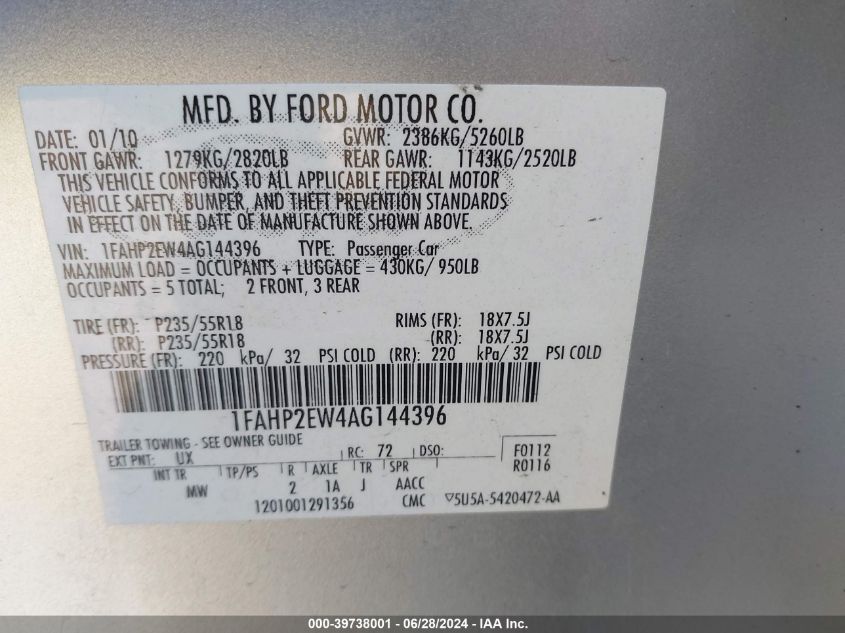 MFD. BY FORD MOTOR CO.
DATE: 01/10 GVWR: 2386KG/5260LB
FRONT GAWR: 1279KG/2820LB REAR GAWR: 1143KG/2520LB
THIS VEHICLE CONFORMS TO ALL APPLICABLE FEDERAL MOTOR
VEHICLE SAFETY, BUMPER, AND THEFT PREVENTION STANDARDS
IN EFFECT ON THE DATE OF MANUFACTURE SHOWN ABOVE.
VIN: 1FAHP2EW4AG144396 TYPE: Passenger Car
MAXIMUM LOAD = OCCUPANTS + LUGGAGE = 430KG/ 950LB
OCCUPANTS = 5 TOTAL; 2 FRONT, 3 REAR
TIRE (FR): P235/55R18 RIMS (FR): 18X7.5J
(RR): P235/55R18 (RR): 18X7.5J
PRESSURE (FR): 220 kPa/ 32 PSI COLD (RR): 220 kPa/ 32 PSI COLD
1FAHP2EW4AG144396
TRAILER TOWING - SEE OWNER GUIDE
EXT PNT: UX RC: 72 DSO: F0112
R0116
INT TR TP/PS R AXLE TR SPR
MW 2 1A J AACC
1201001291356 CMC ▽5U5A-5420472-AA
000-39738001 - 06/28/2024 - IAA Inc.